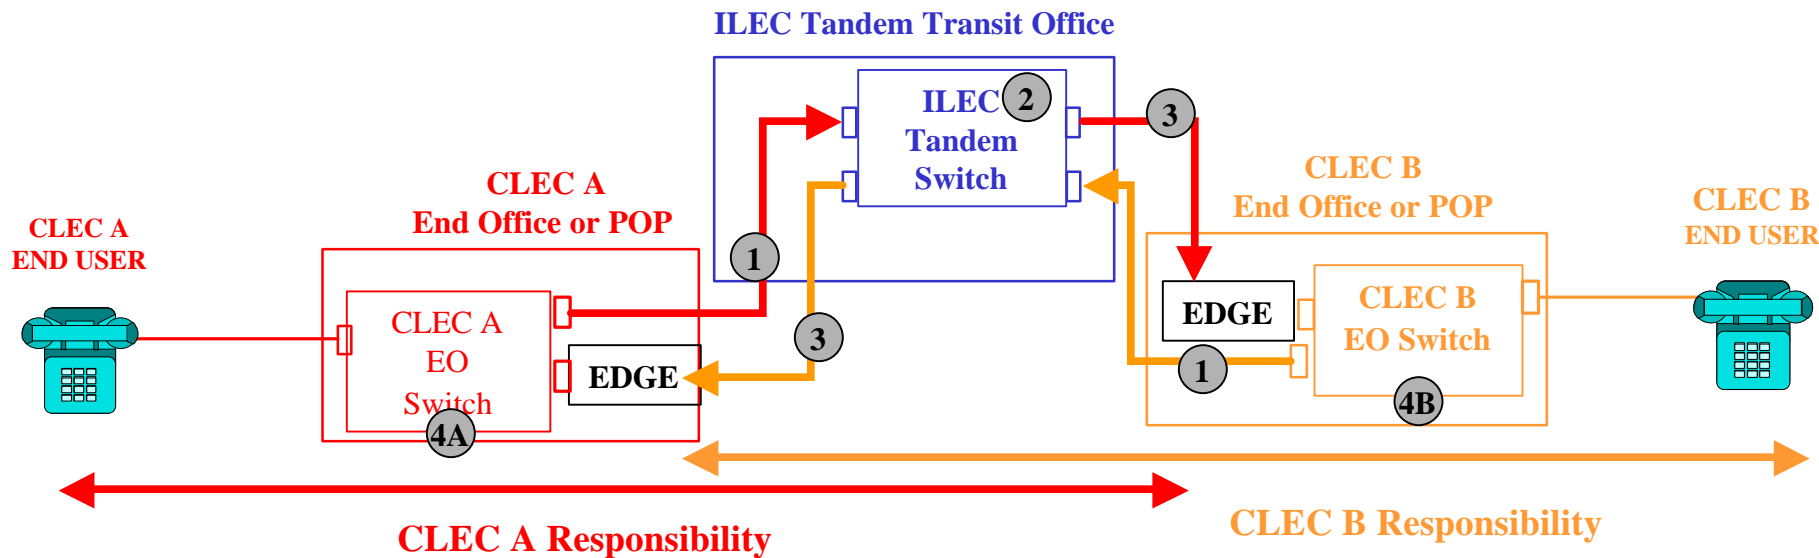 ILEC Tandem Transit Office
ILEC
Tandem
Switch
2
3
CLEC A
End Office or POP
CLEC B
End Office or POP
CLEC A
END USER
CLEC B
END USER
1
CLEC A
EO
Switch
4A
EDGE
3
EDGE
1
CLEC B
EO Switch
4B
CLEC A Responsibility
CLEC B Responsibility